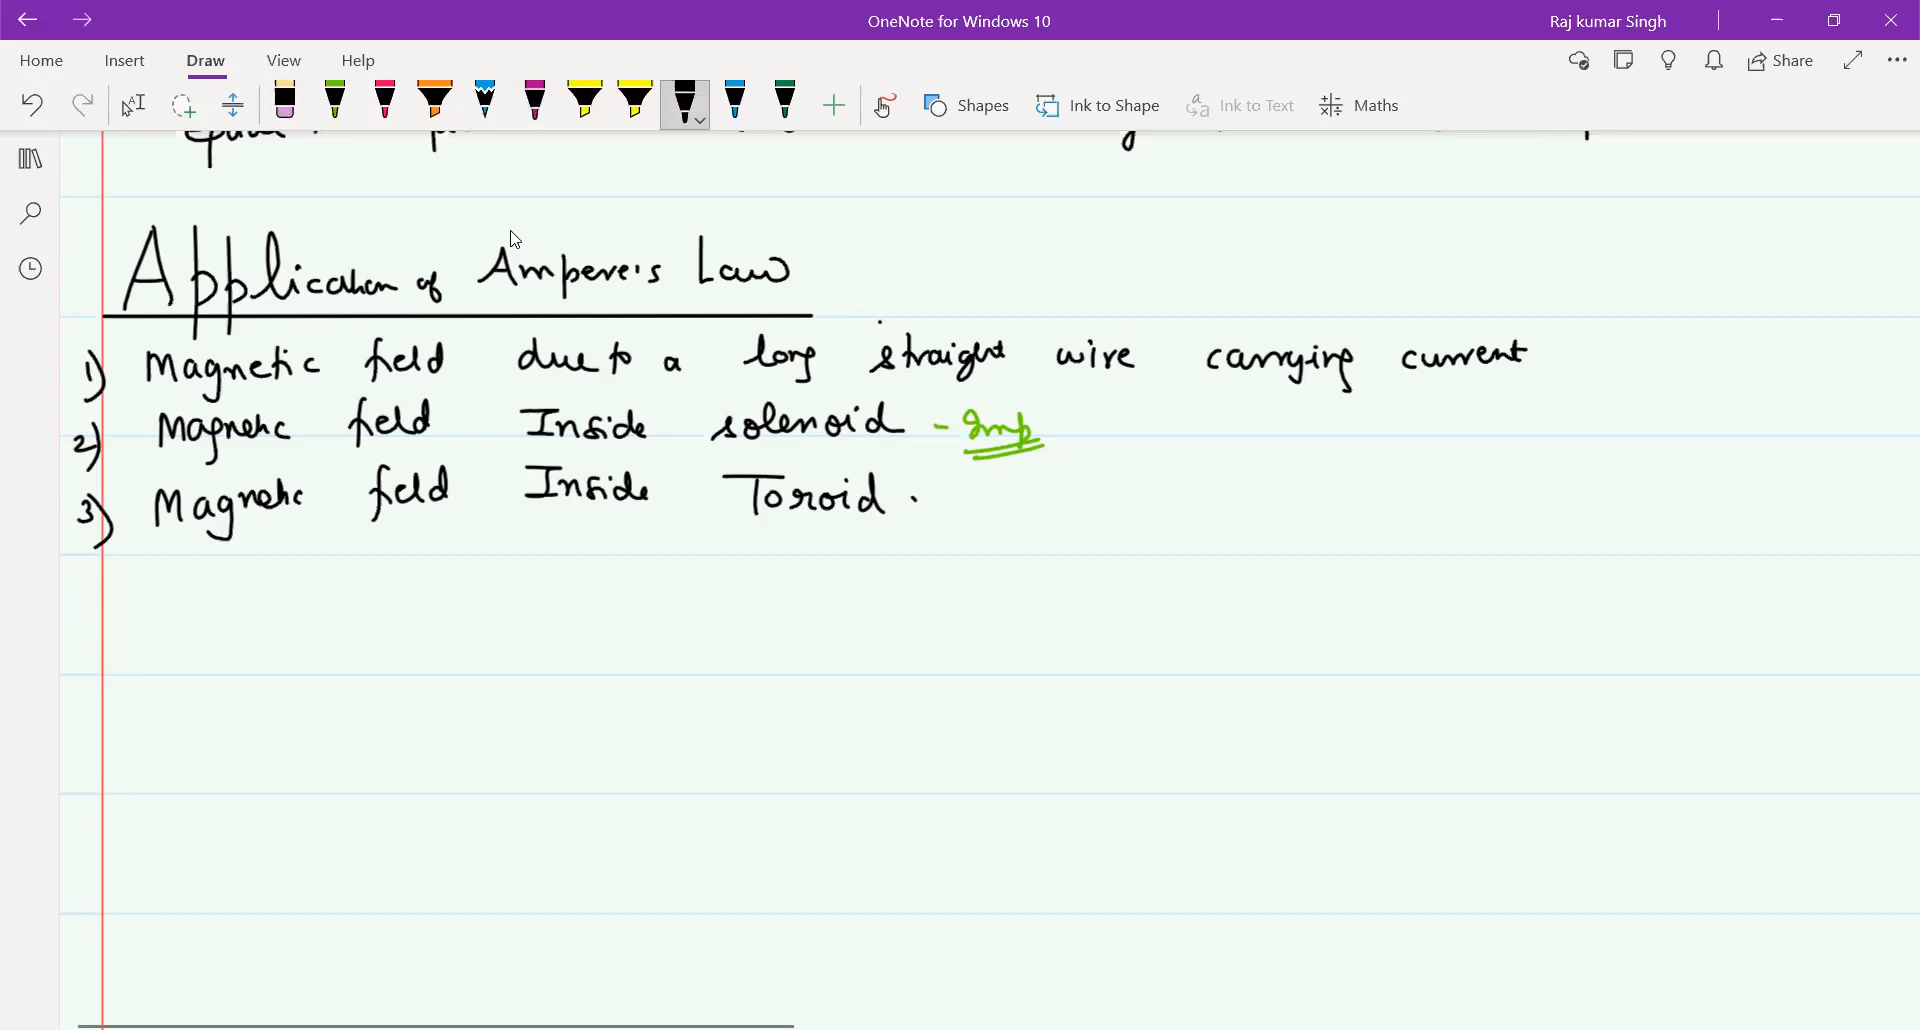 OneNote for Windows 10
Raj kumar Singh
Home Insert Draw View Help
Share
Shapes Ink to Shape Ink to Text Maths
Application of Ampere's Law
1) Magnetic field due to a long straight wire carrying current
2) Magnetic field Inside solenoid - Imp
3) Magnetic field Inside Toroid .